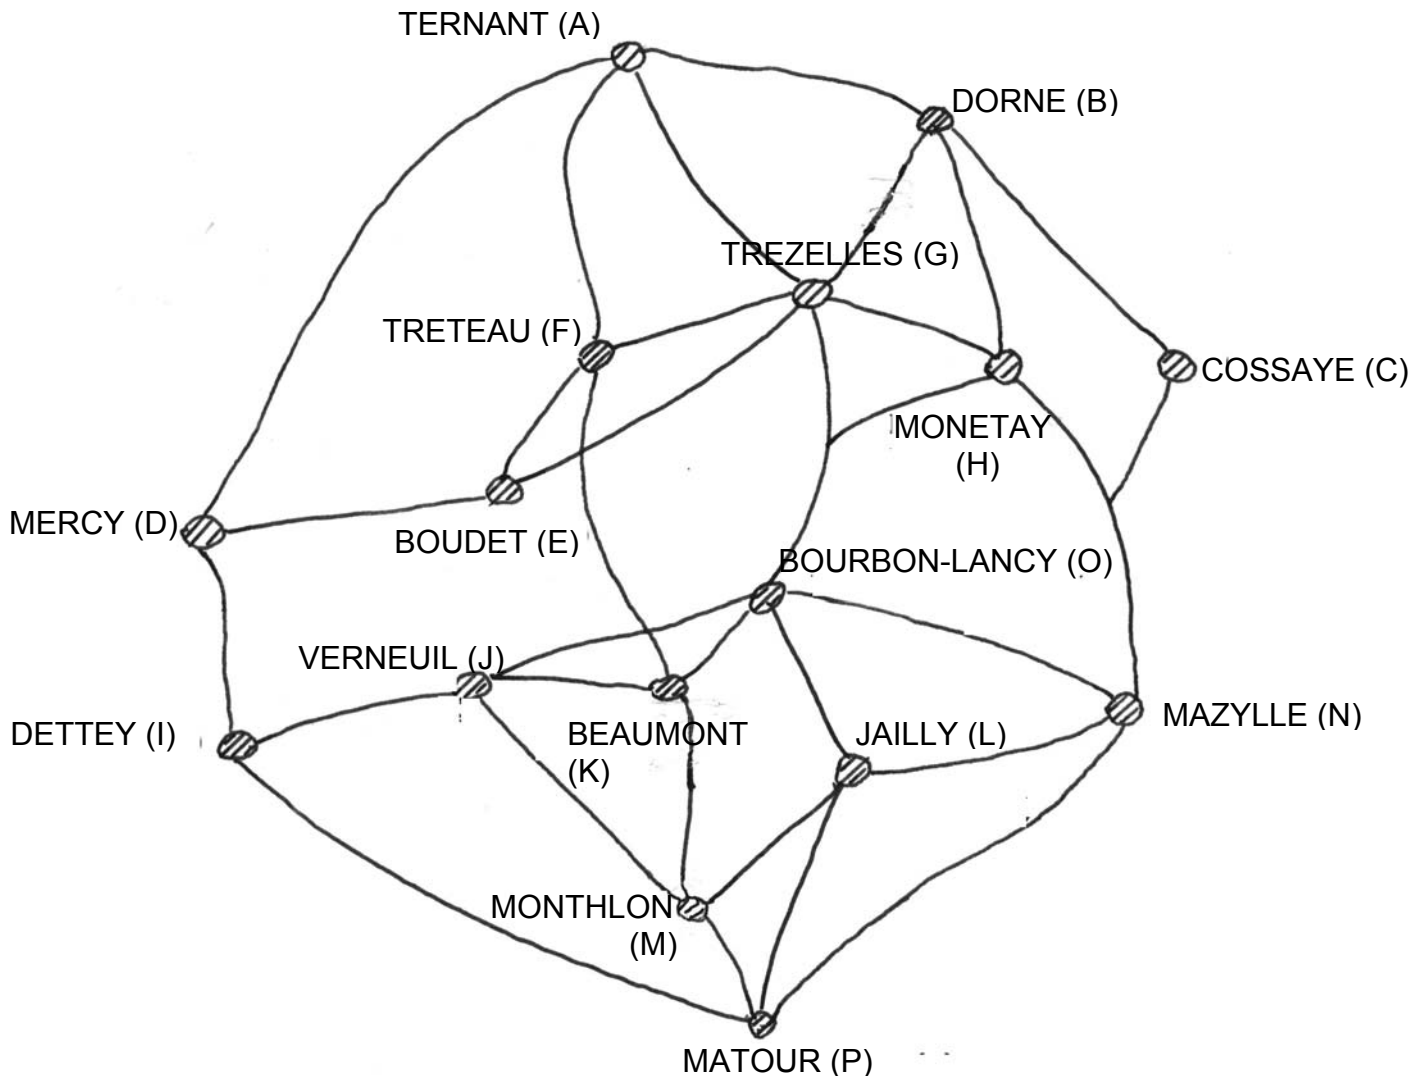 TERNANT (A)
DORNE (B)
TREZELLES (G)
TRETEAU (F)
COSSAYE (C)
MONETAY
(H)
MERCY (D)
BOUDET (E)
BOURBON-LANCY (O)
VERNEUIL (J)
DETTEY (I)
BEAUMONT
(K)
JAILLY (L)
MAZYLLE (N)
MONTHLON
(M)
MATOUR (P)